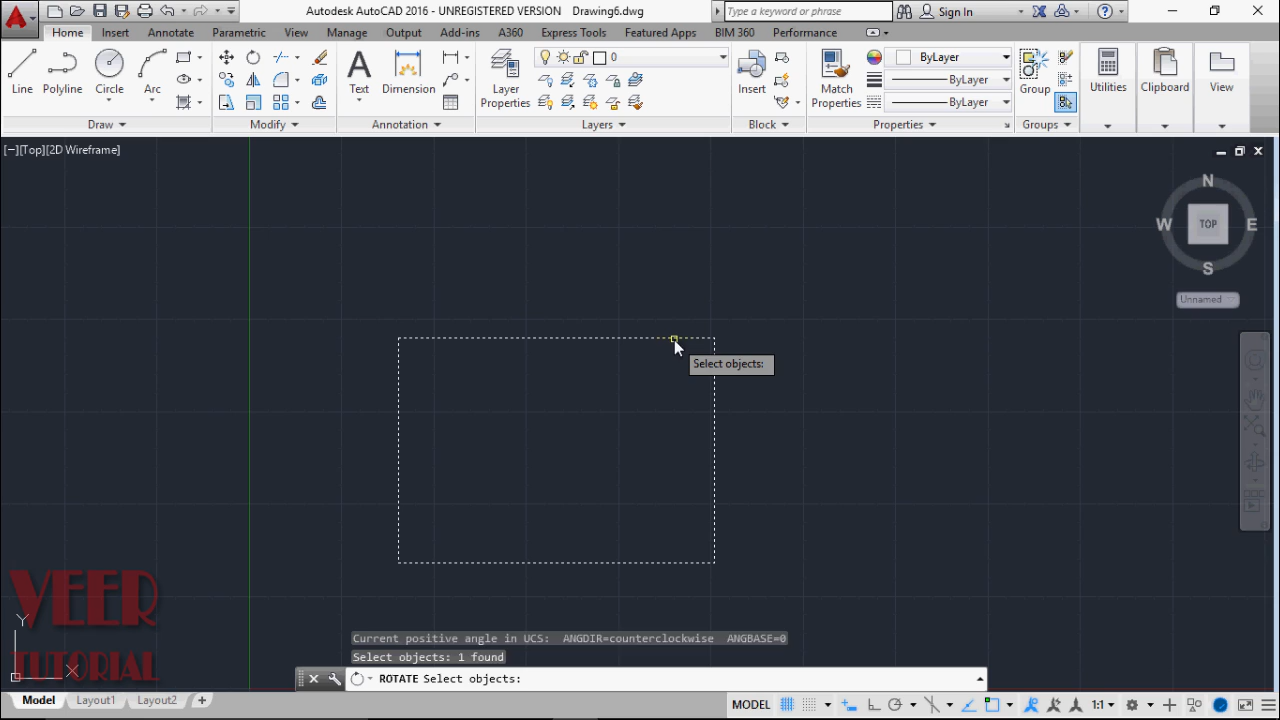 Autodesk AutoCAD 2016 - UNREGISTERED VERSION Drawing6.dwg
Type a keyword or phrase
Sign In
Home Insert Annotate Parametric View Manage Output Add-ins A360 Express Tools Featured Apps BIM 360 Performance
0
ByLayer
ByLayer
ByLayer
Line Polyline Circle Arc
Text Dimension
Layer Properties
Insert
Match Properties
Group
Utilities Clipboard View
Draw Modify Annotation Layers Block Properties Groups
[−][Top][2D Wireframe]
N
W TOP E
S
Unnamed
Select objects:
VEER
TUTORIAL
Y
X
Current positive angle in UCS: ANGDIR=counterclockwise ANGBASE=0
Select objects: 1 found
ROTATE Select objects:
Model Layout1 Layout2 +
MODEL 1:1